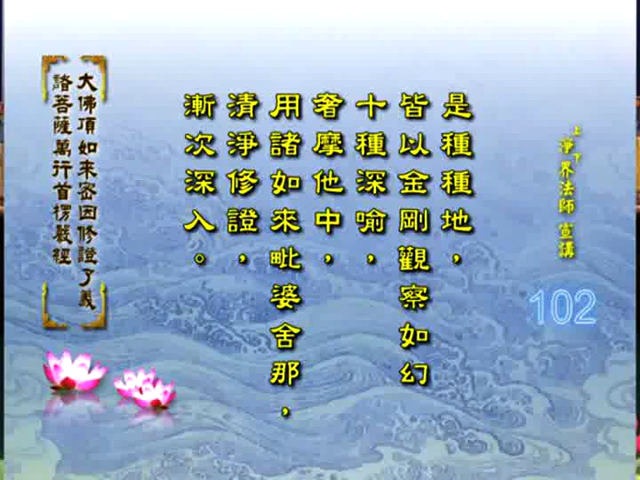 上淨下界法師 宣講
102
是種種地，
皆以金剛觀察如幻
十種深喻，
奢摩他中，
用諸如來毗婆舍那，
清淨修證，
漸次深入。
大佛頂如來密因修證了義
諸菩薩萬行首楞嚴經